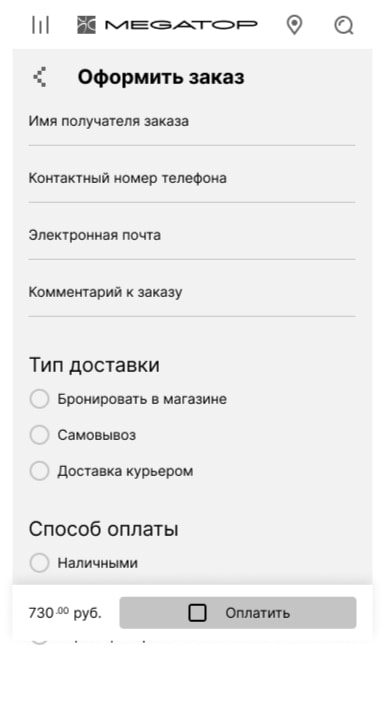 MEGATOP
Оформить заказ
Имя получателя заказа
Контактный номер телефона
Электронная почта
Комментарий к заказу
Тип доставки
Бронировать в магазине
Самовывоз
Доставка курьером
Способ оплаты
Наличными
730.00 руб. Оплатить